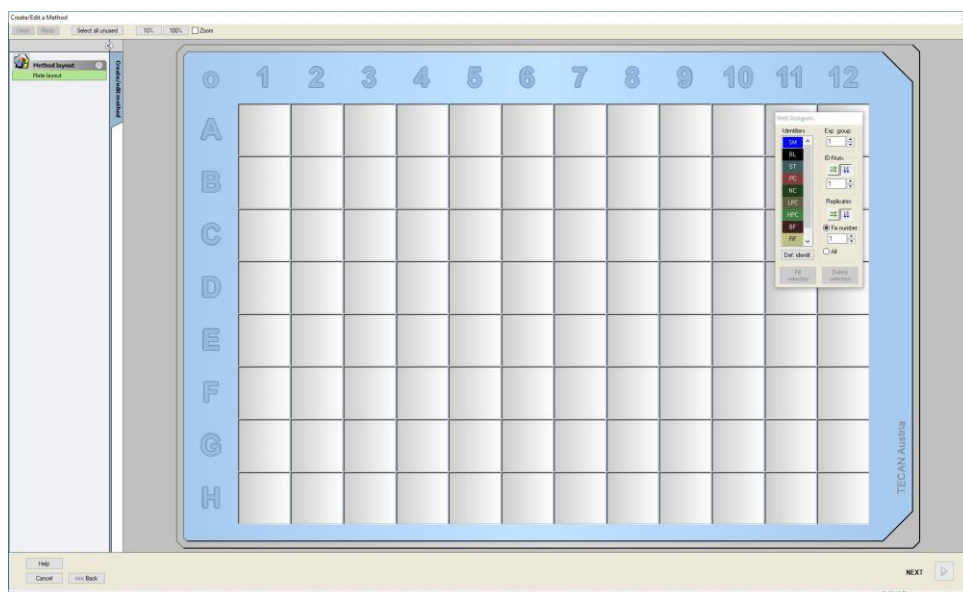 Create/Edit a Method
Undo Redo Select all unused 10% 100% Zoom
Method layout
Plate layout
Create/edit method
1 2 3 4 5 6 7 8 9 10 11 12
A
B
C
D
E
F
G
H
Well Assignm.
Identifiers
SM
BL
ST
PC
NC
LPC
HPC
BF
RF
Def. identif.
Exp. group
1
ID-Num.
1
Replicates
Fix number
1
All
Fill selection
Delete selection
TECAN Austria
Help
Cancel <<< Back
NEXT